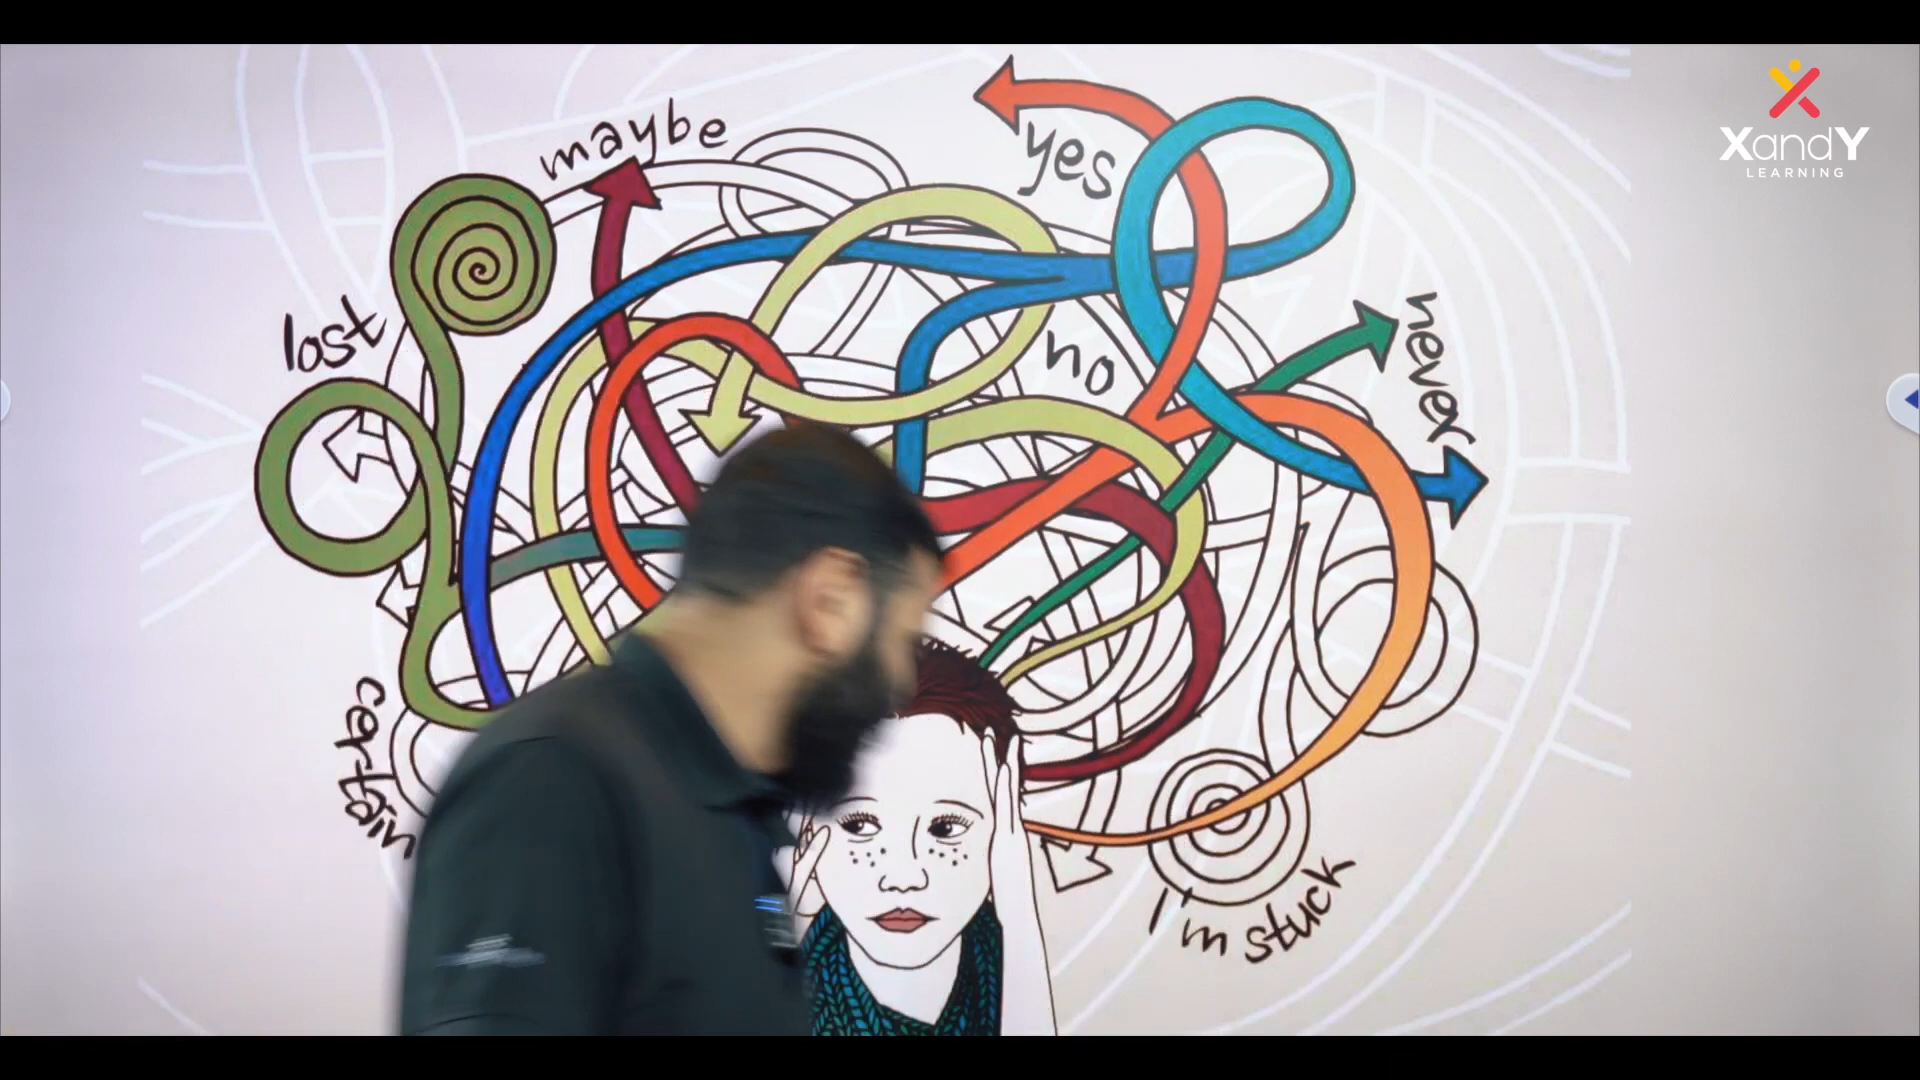 maybe
yes
XandY
LEARNING
lost
no
never
certain
I'm stuck